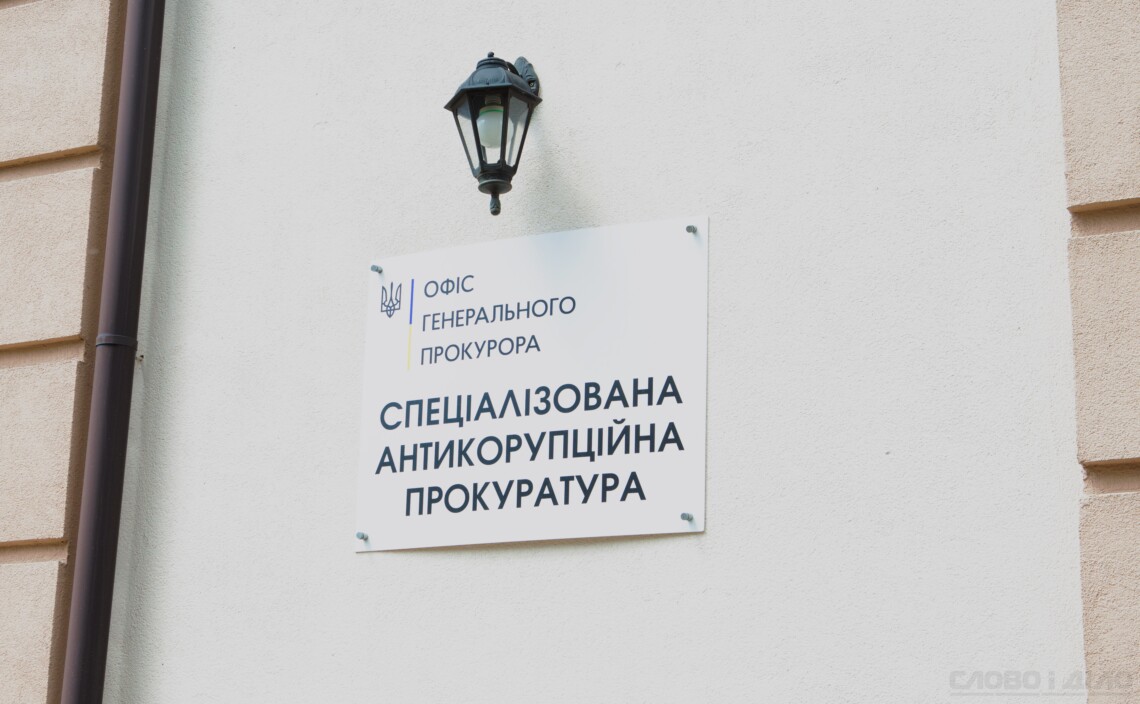 ОФІС
ГЕНЕРАЛЬНОГО
ПРОКУРОРА
СПЕЦІАЛІЗОВАНА
АНТИКОРУПЦІЙНА
ПРОКУРАТУРА
СЛОВО і ДІЛО